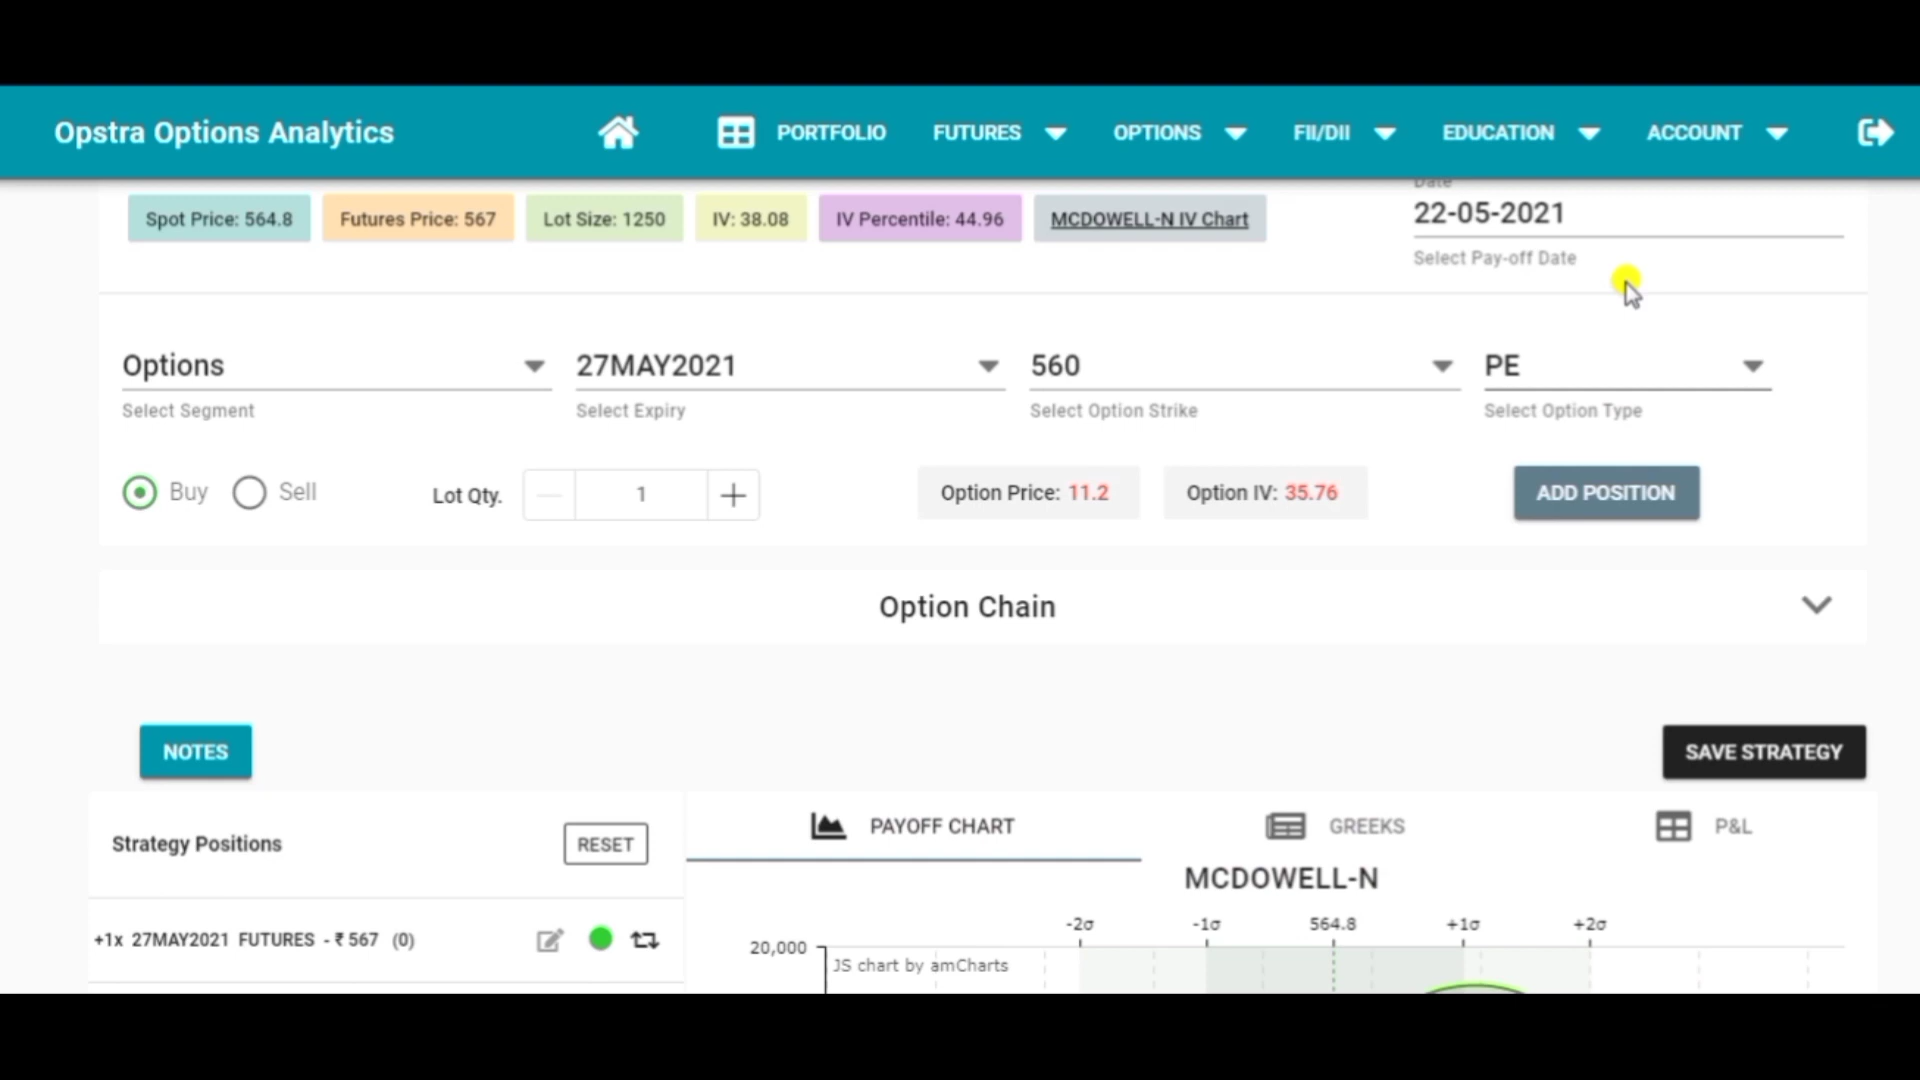 Opstra Options Analytics
PORTFOLIO FUTURES OPTIONS FII/DII EDUCATION ACCOUNT
Date
Spot Price: 564.8 Futures Price: 567 Lot Size: 1250 IV: 38.08 IV Percentile: 44.96 MCDOWELL-N IV Chart 22-05-2021
Select Pay-off Date
Options 27MAY2021 560 PE
Select Segment Select Expiry Select Option Strike Select Option Type
Buy Sell Lot Qty. 1 Option Price: 11.2 Option IV: 35.76 ADD POSITION
Option Chain
NOTES SAVE STRATEGY
Strategy Positions RESET PAYOFF CHART GREEKS P&L
MCDOWELL-N
-2σ -1σ 564.8 +1σ +2σ
+1x 27MAY2021 FUTURES - ₹ 567 (0) 20,000
JS chart by amCharts